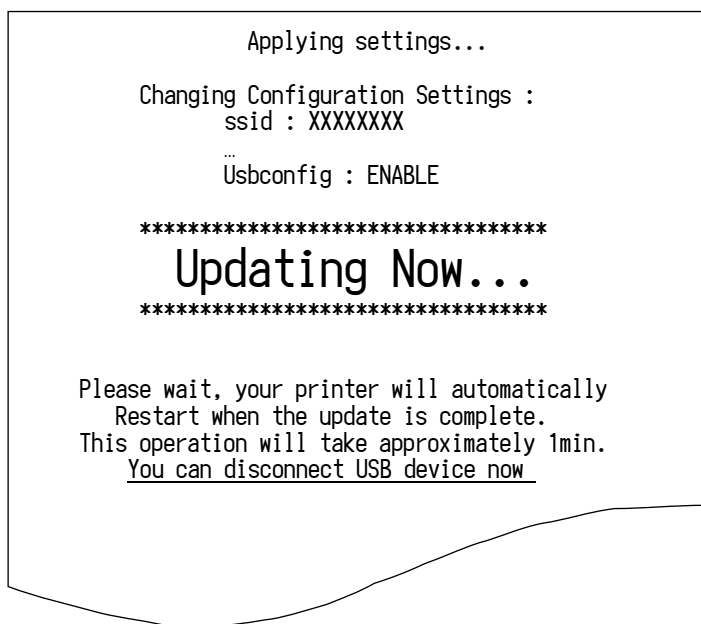 Applying settings...
Changing Configuration Settings :
ssid : XXXXXXXX
…
Usbconfig : ENABLE
**********************************
Updating Now...
**********************************
Please wait, your printer will automatically
Restart when the update is complete.
This operation will take approximately 1min.
You can disconnect USB device now